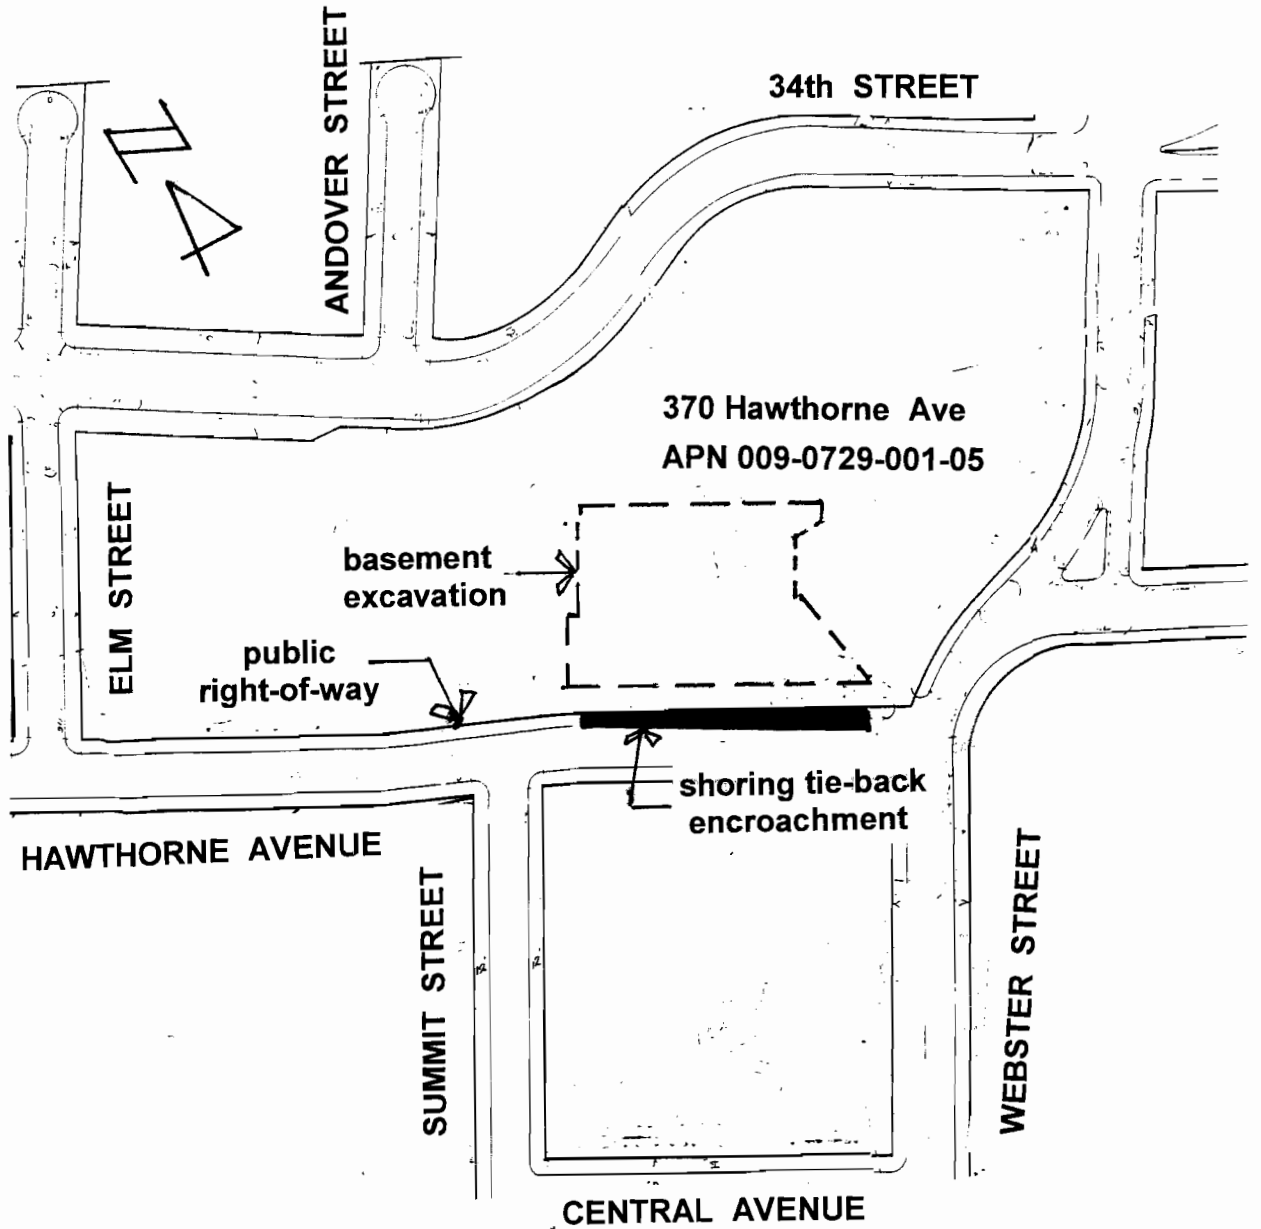 34th STREET
ANDOVER STREET
370 Hawthorne Ave
APN 009-0729-001-05
basement
excavation
ELM STREET
public
right-of-way
shoring tie-back
encroachment
HAWTHORNE AVENUE
SUMMIT STREET
WEBSTER STREET
CENTRAL AVENUE